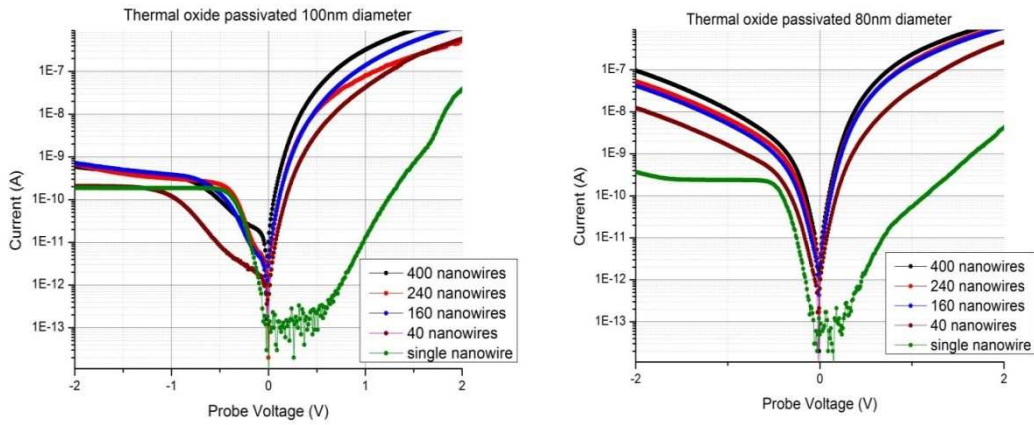 Thermal oxide passivated 100nm diameter
1E-7
1E-8
1E-9
1E-10
1E-11
1E-12
1E-13
Current (A)
400 nanowires
240 nanowires
160 nanowires
40 nanowires
single nanowire
-2 -1 0 1 2
Probe Voltage (V)
Thermal oxide passivated 80nm diameter
1E-7
1E-8
1E-9
1E-10
1E-11
1E-12
1E-13
Current (A)
400 nanowires
240 nanowires
160 nanowires
40 nanowires
single nanowire
-2 0 2
Probe Voltage (V)